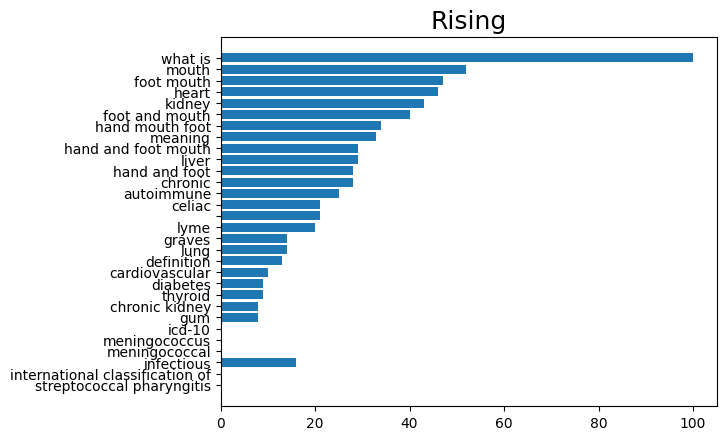 Rising
what is
mouth
foot mouth
heart
kidney
foot and mouth
hand mouth foot
meaning
hand and foot mouth
liver
hand and foot
chronic
autoimmune
celiac
lyme
graves
lung
definition
cardiovascular
diabetes
thyroid
chronic kidney
gum
icd-10
meningococcus
meningococcal
infectious
international classification of
streptococcal pharyngitis
0 20 40 60 80 100